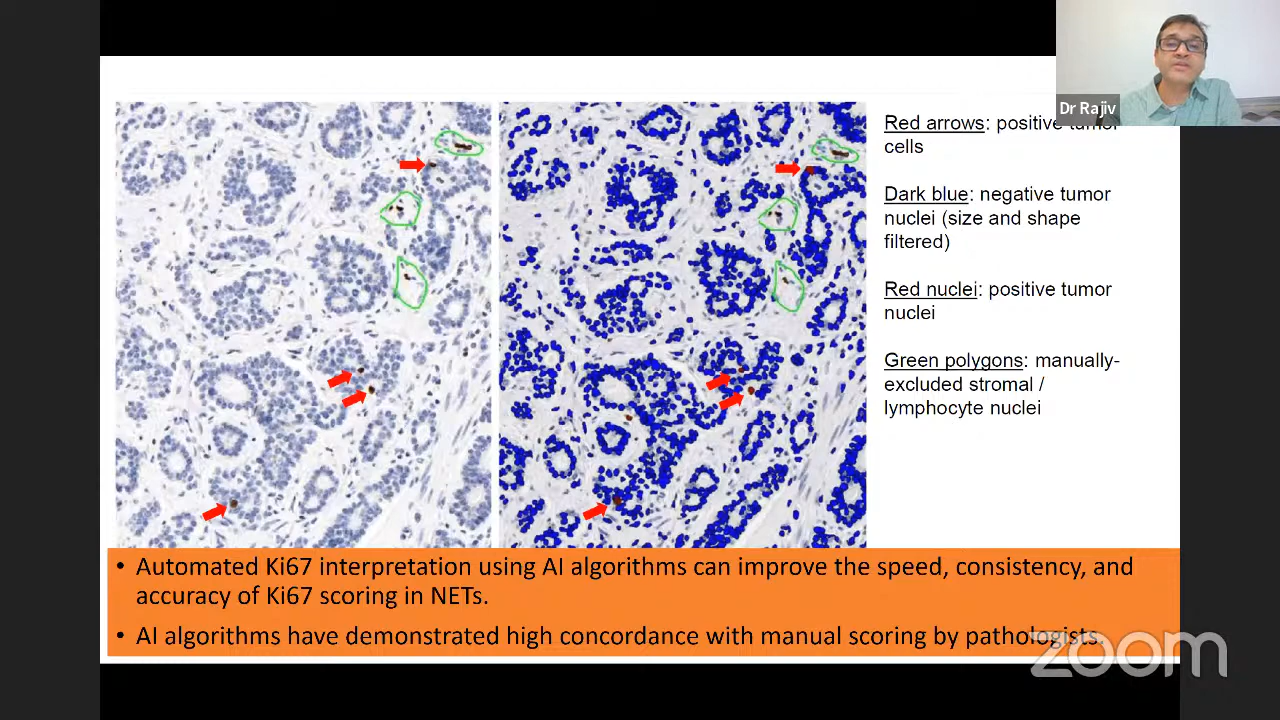 Dr Rajiv
Red arrows: positive tumor
cells
Dark blue: negative tumor
nuclei (size and shape
filtered)
Red nuclei: positive tumor
nuclei
Green polygons: manually-
excluded stromal /
lymphocyte nuclei
• Automated Ki67 interpretation using AI algorithms can improve the speed, consistency, and
accuracy of Ki67 scoring in NETs.
• AI algorithms have demonstrated high concordance with manual scoring by pathologists.
zoom